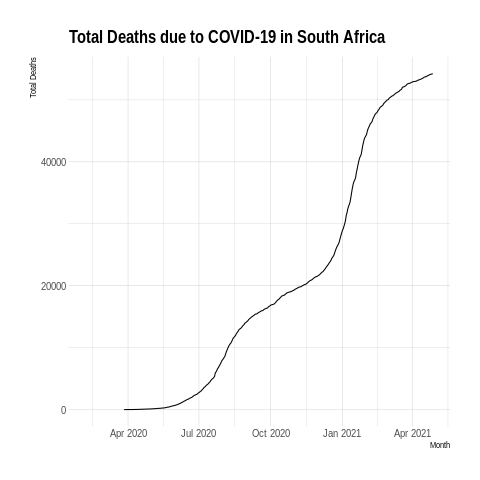 Total Deaths due to COVID-19 in South Africa
Total Deaths
40000
20000
0
Apr 2020 Jul 2020 Oct 2020 Jan 2021 Apr 2021
Month